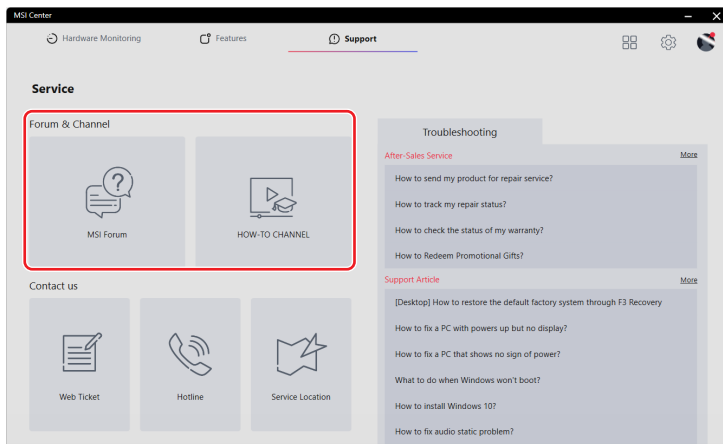 MSI Center
Hardware Monitoring
Features
Support
Service
Forum & Channel
MSI Forum
HOW-TO CHANNEL
Contact us
Web Ticket
Hotline
Service Location
Troubleshooting
After-Sales Service
More
How to send my product for repair service?
How to track my repair status?
How to check the status of my warranty?
How to Redeem Promotional Gifts?
Support Article
More
[Desktop] How to restore the default factory system through F3 Recovery
How to fix a PC with powers up but no display?
How to fix a PC that shows no sign of power?
What to do when Windows won't boot?
How to install Windows 10?
How to fix audio static problem?